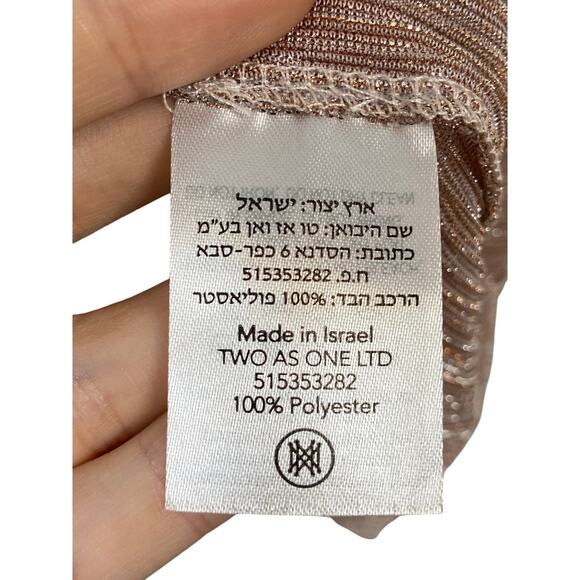 ארץ יצור: ישראל
שם היבואן: טו אז וואן בע״מ
כתובת: הסדנא 6 כפר-סבא
ח.פ. 515353282
הרכב הבד: 100% פוליאסטר
Made in Israel
TWO AS ONE LTD
515353282
100% Polyester